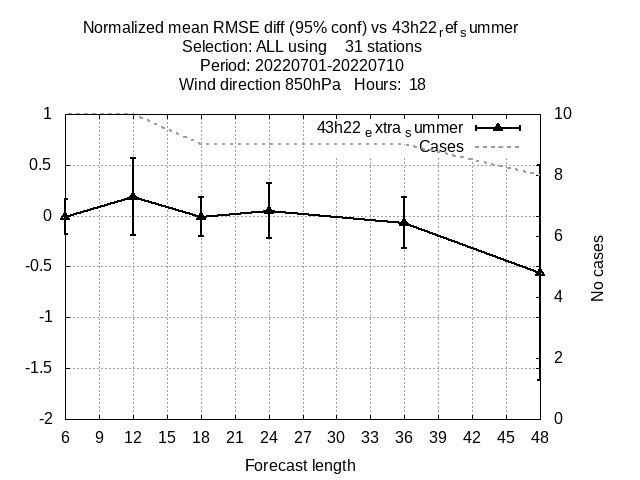 Normalized mean RMSE diff (95% conf) vs 43h22refsummer
Selection: ALL using    31 stations
Period: 20220701-20220710
Wind direction 850hPa   Hours:  18
43h22extrasummer
Cases
1
0.5
0
-0.5
-1
-1.5
-2
10
8
6
4
2
0
6 9 12 15 18 21 24 27 30 33 36 39 42 45 48
Forecast length
No cases